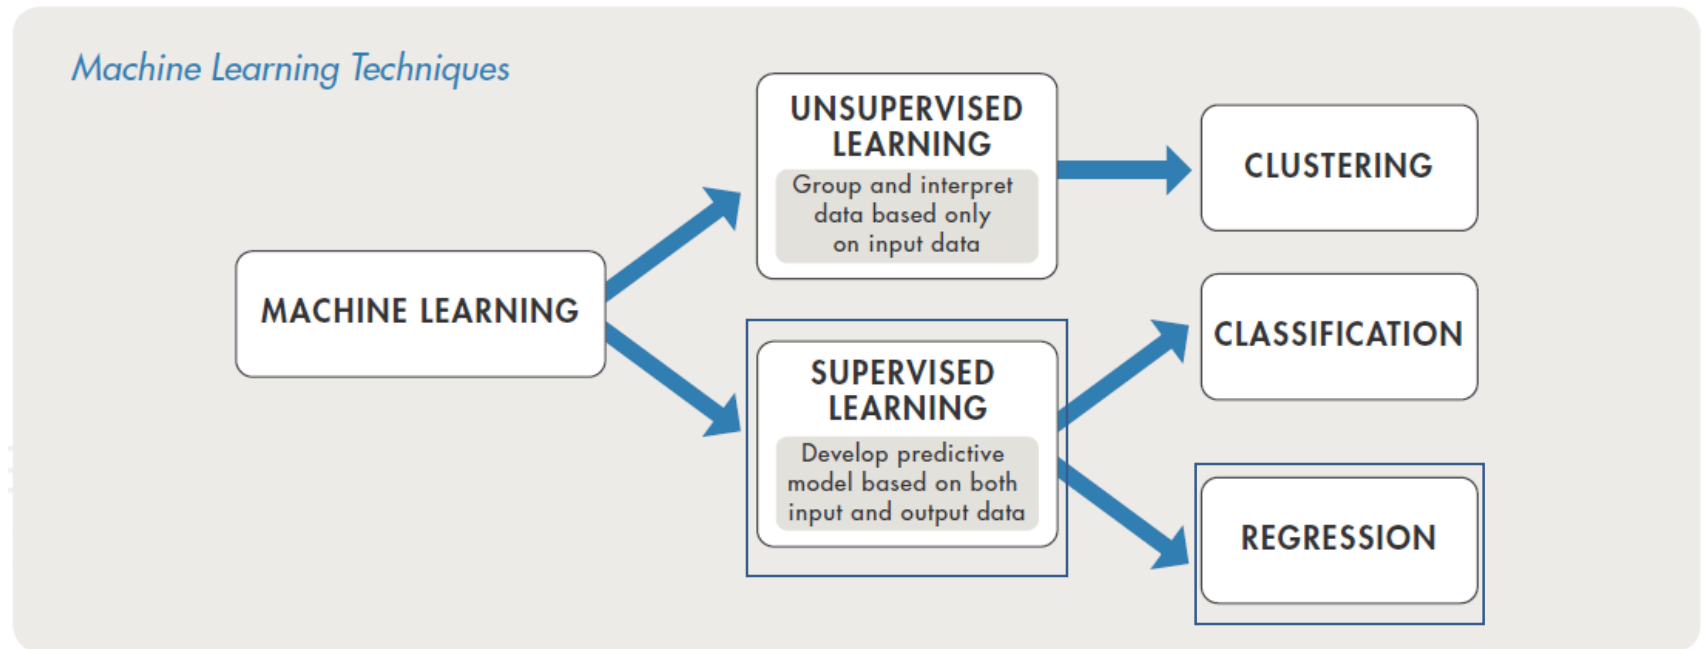 Machine Learning Techniques
MACHINE LEARNING
UNSUPERVISED
LEARNING
Group and interpret
data based only
on input data
CLUSTERING
SUPERVISED
LEARNING
Develop predictive
model based on both
input and output data
CLASSIFICATION
REGRESSION